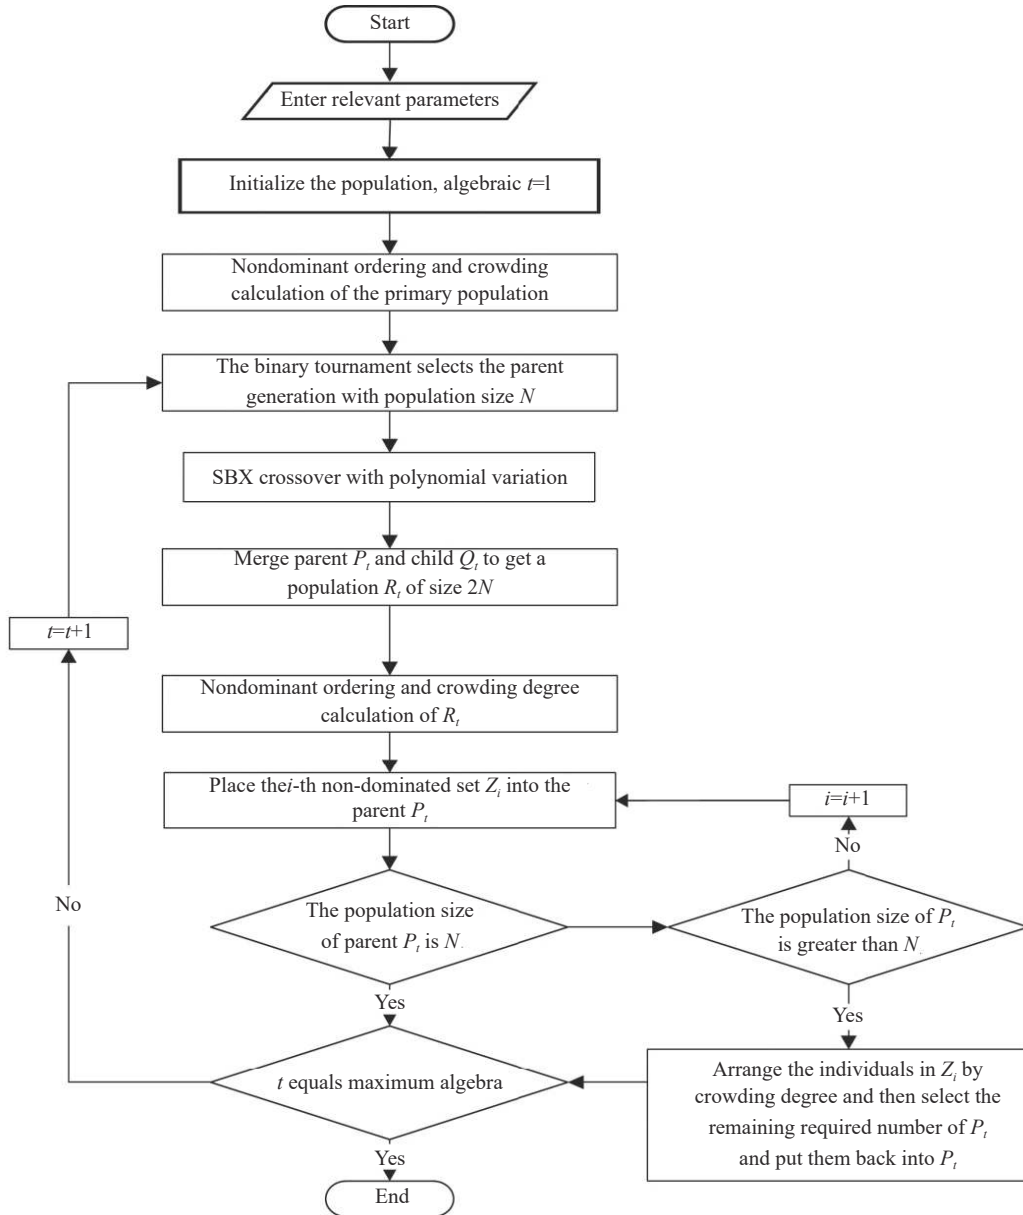 Start
Enter relevant parameters
Initialize the population, algebraic t=l
Nondominant ordering and crowding
calculation of the primary population
The binary tournament selects the parent
generation with population size N
SBX crossover with polynomial variation
Merge parent Pt and child Qt to get a
population Rt of size 2N
t=t+1
Nondominant ordering and crowding degree
calculation of Rt
Place thei-th non-dominated set Zi into the
parent Pt
i=i+1
No
No
The population size
of parent Pt is N.
The population size of Pt
is greater than N.
Yes
Yes
t equals maximum algebra
Arrange the individuals in Zi by
crowding degree and then select the
remaining required number of Pt
and put them back into Pt
Yes
End